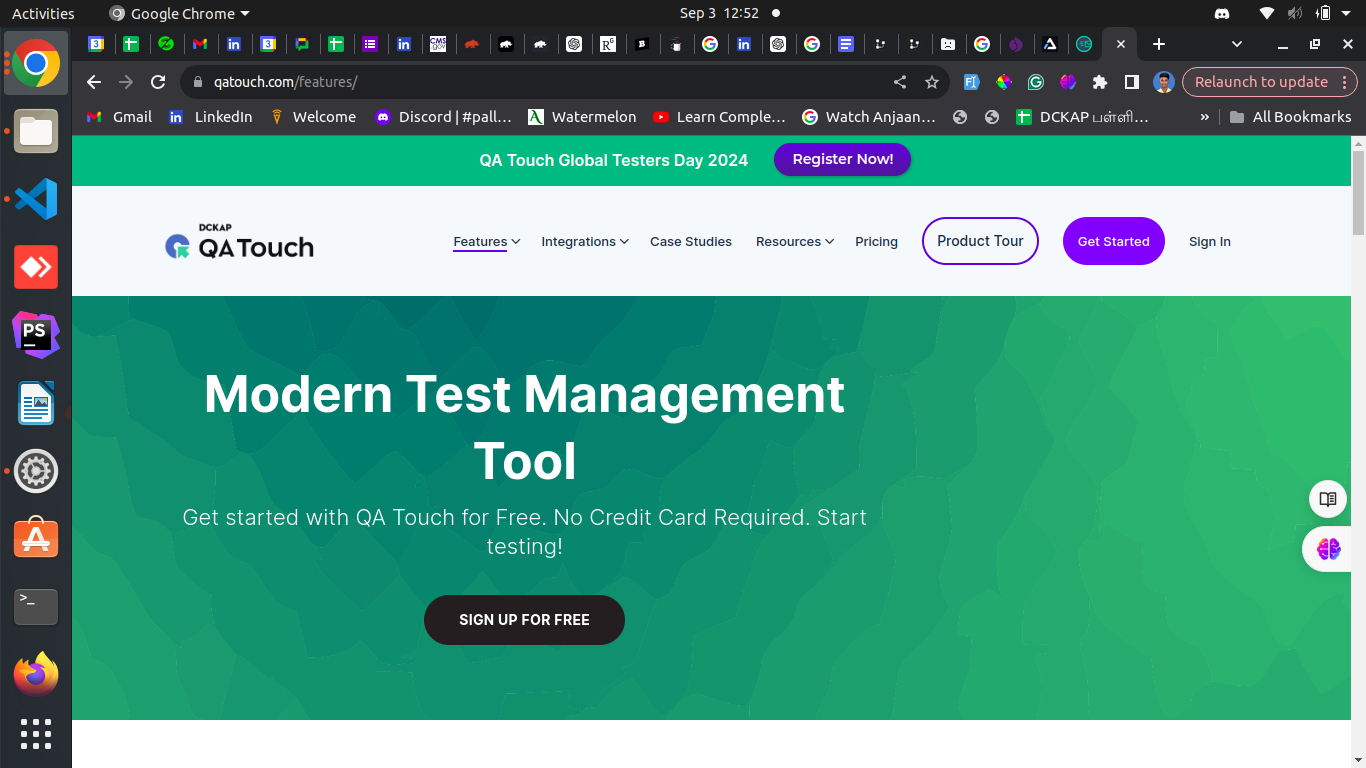 Activities
Google Chrome
Sep 3 12:52
qatouch.com/features/
Relaunch to update
Gmail
LinkedIn
Welcome
Discord | #pall…
Watermelon
Learn Comple…
Watch Anjaan…
DCKAP பள்ளி…
»
All Bookmarks
QA Touch Global Testers Day 2024
Register Now!
DCKAP
QA Touch
Features
Integrations
Case Studies
Resources
Pricing
Product Tour
Get Started
Sign In
Modern Test Management
Tool
Get started with QA Touch for Free. No Credit Card Required. Start
testing!
SIGN UP FOR FREE
PS